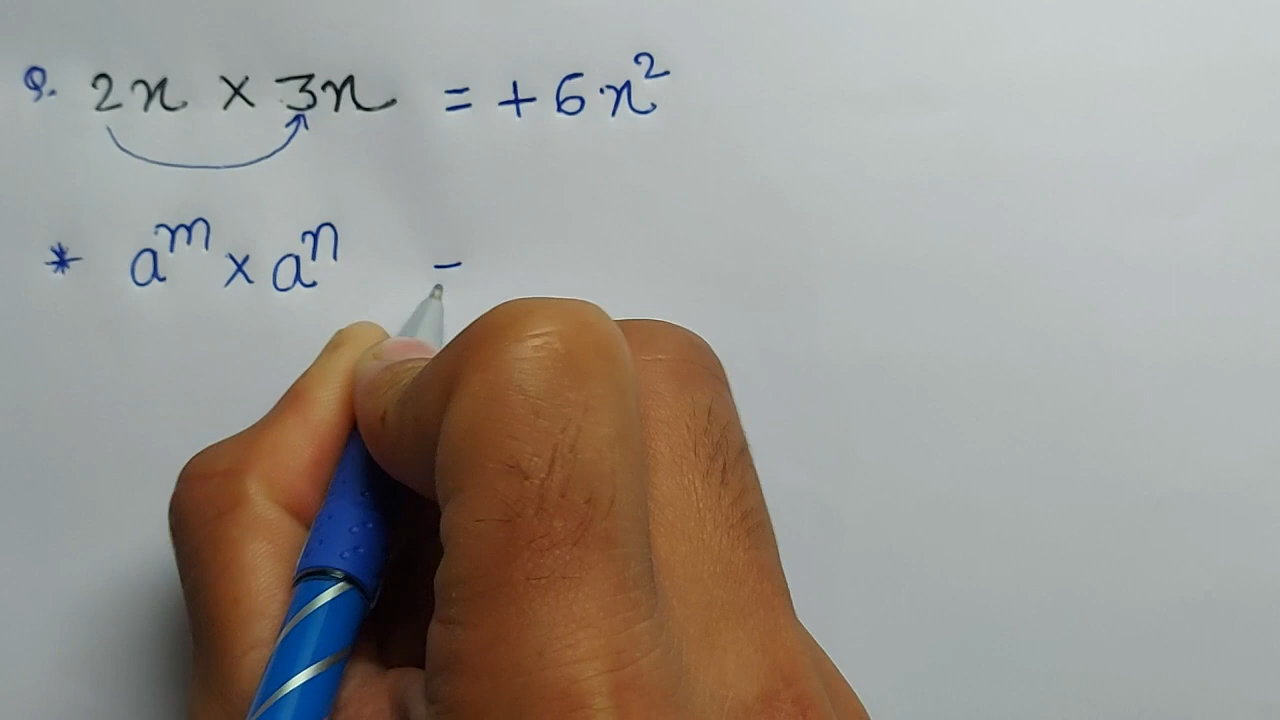 Q. 2x × 3x = +6x²
* aᵐ × aⁿ -